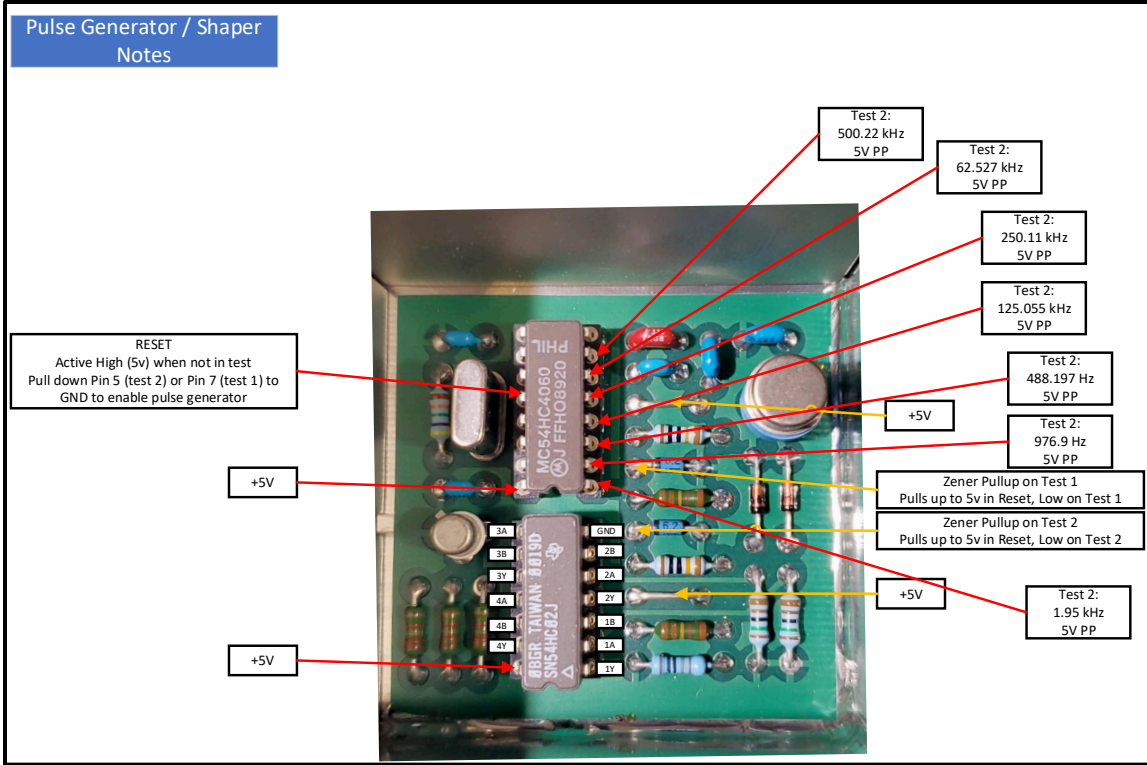 Pulse Generator / Shaper
Notes
Test 2:
500.22 kHz
5V PP
Test 2:
62.527 kHz
5V PP
Test 2:
250.11 kHz
5V PP
Test 2:
125.055 kHz
5V PP
RESET
Active High (5v) when not in test
Pull down Pin 5 (test 2) or Pin 7 (test 1) to
GND to enable pulse generator
Test 2:
488.197 Hz
5V PP
+5V
Test 2:
976.9 Hz
5V PP
+5V
Zener Pullup on Test 1
Pulls up to 5v in Reset, Low on Test 1
Zener Pullup on Test 2
Pulls up to 5v in Reset, Low on Test 2
+5V
Test 2:
1.95 kHz
5V PP
+5V
PHIL
MC54HC4060
J FFHO8920
3A
3B
3Y
4A
4B
4Y
GND
2B
2A
2Y
1B
1A
1Y
0BGR TAIWAN 0019D
SN54HC02J